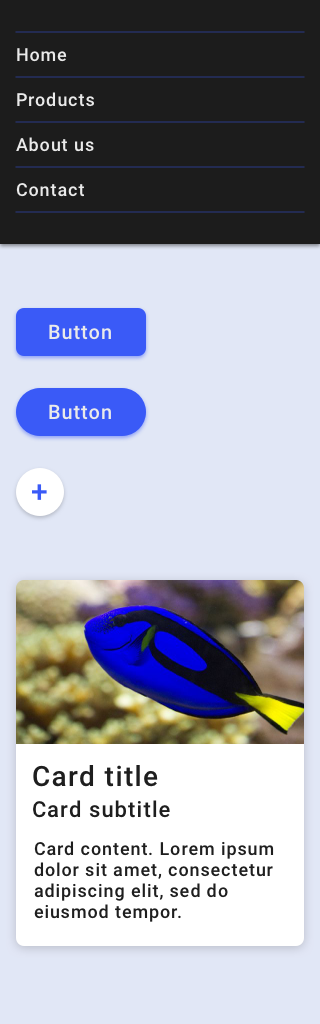 Home
Products
About us
Contact
Button
Button
+
Card title
Card subtitle
Card content. Lorem ipsum
dolor sit amet, consectetur
adipiscing elit, sed do
eiusmod tempor.